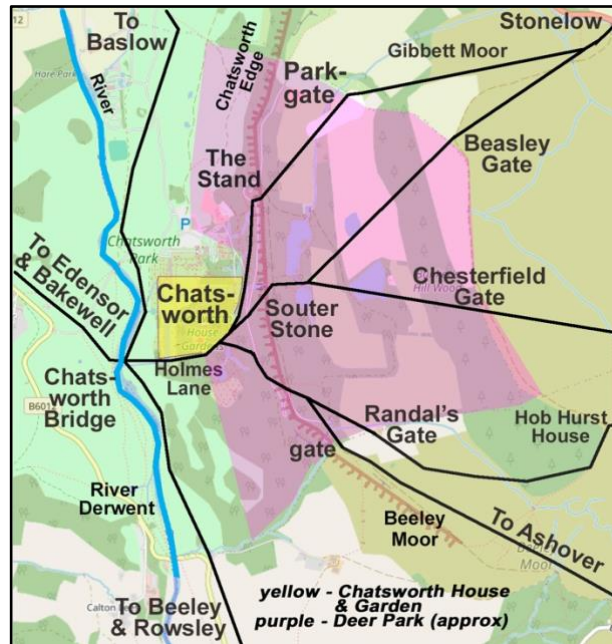 To
Baslow
B6012
Hare Park
River
Chatsworth
Edge
Stonelow
Gibbett Moor
Park-
gate
Beasley
Gate
The
Stand
P
Chatsworth
Park
To Edensor
& Bakewell
Chats-
worth
House
Souter
Stone
Chesterfield
Gate
Hill Wood
Holmes
Lane
Chats-
worth
Bridge
B6012
Randal's
Gate
Hob Hurst
House
gate
River
Derwent
Beeley
Moor
To Ashover
Moor
Calton
To Beeley
& Rowsley
yellow - Chatsworth House
& Garden
purple - Deer Park (approx)